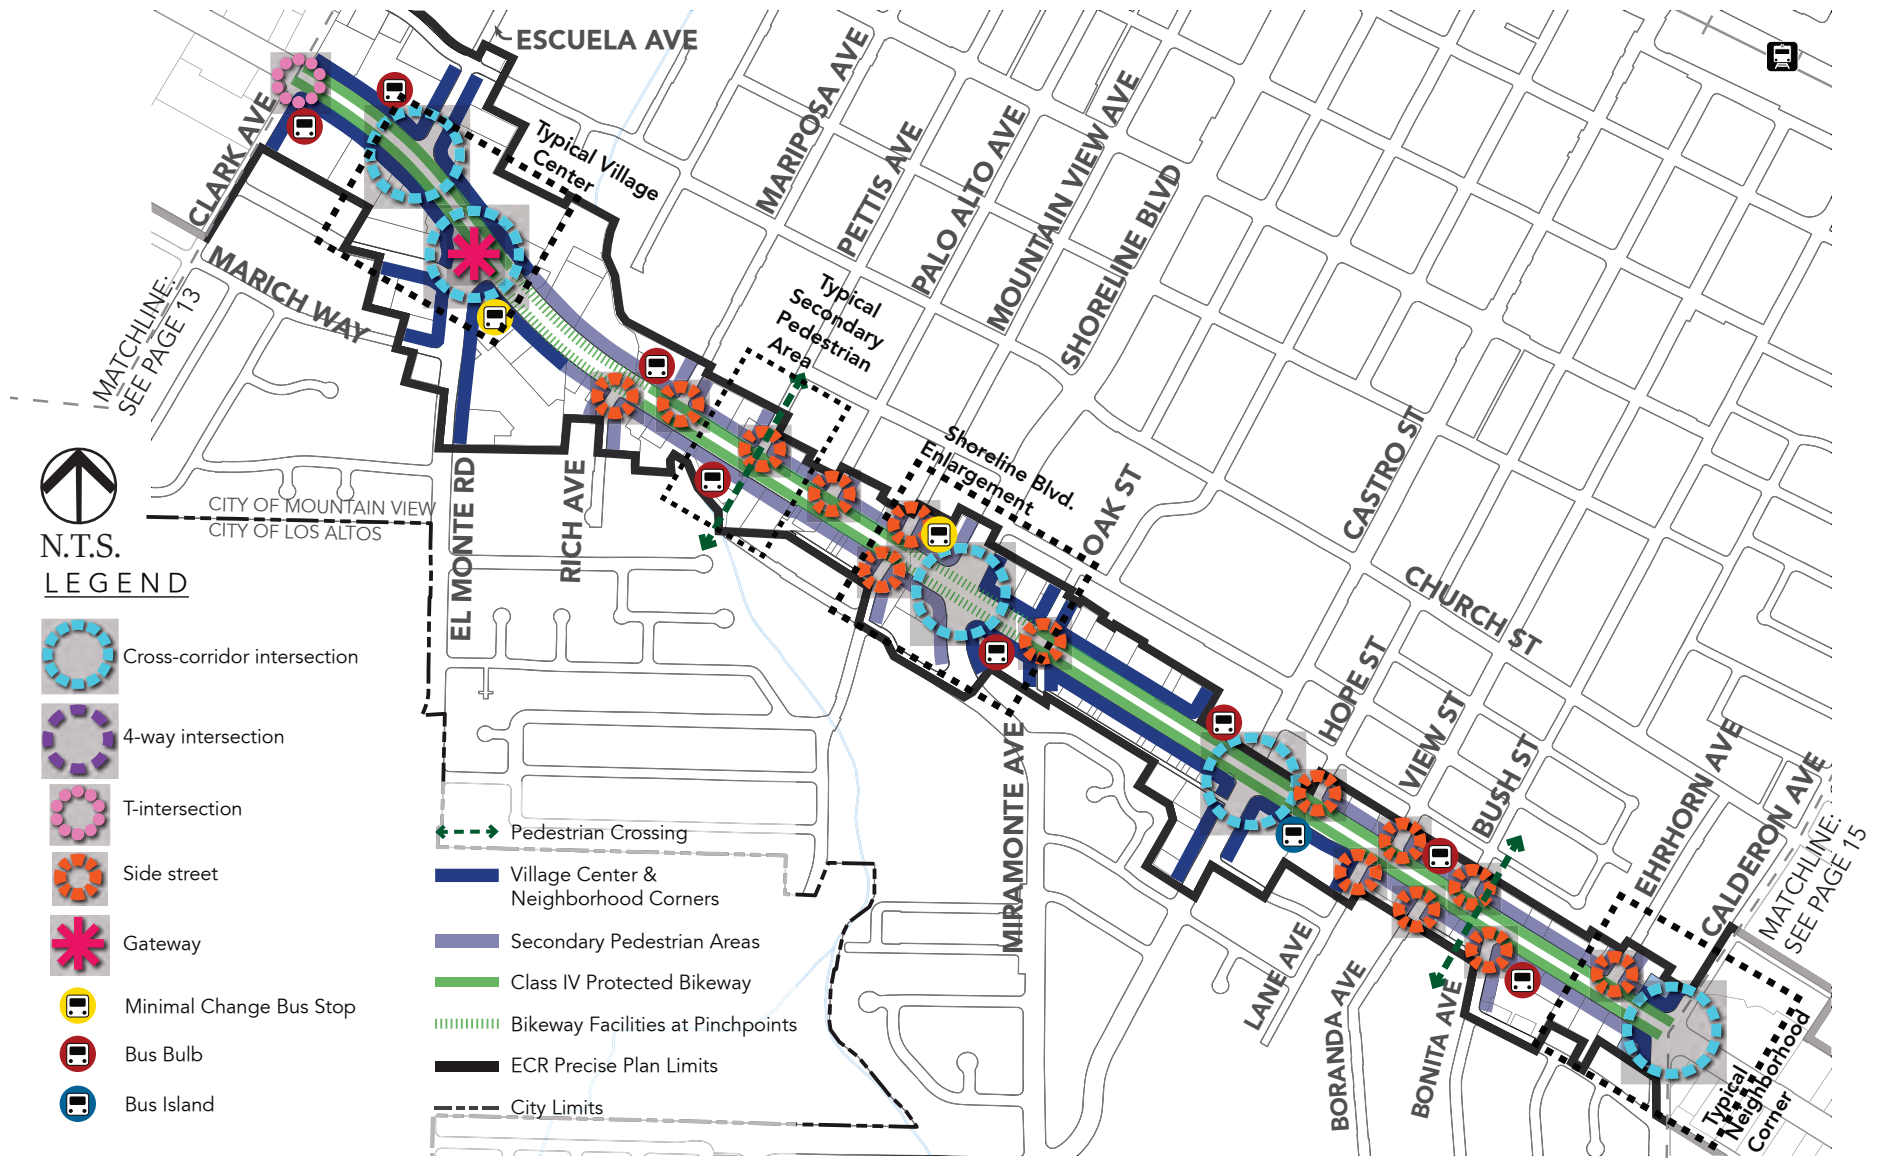 ESCUELA AVE
CLARK AVE
Typical Village
Center
MARIPOSA AVE
PETTIS AVE
PALO ALTO AVE
MOUNTAIN VIEW AVE
SHORELINE BLVD
MARICH WAY
MATCHLINE:
SEE PAGE 13
Typical
Secondary
Pedestrian
Area
Shoreline Blvd.
Enlargement
OAK ST
CASTRO ST
CHURCH ST
HOPE ST
VIEW ST
BUSH ST
EHRHORN AVE
CALDERON AVE
MATCHLINE:
SEE PAGE 15
CITY OF MOUNTAIN VIEW
CITY OF LOS ALTOS
EL MONTE RD
RICH AVE
MIRAMONTE AVE
LANE AVE
BORANDA AVE
BONITA AVE
Typical
Neighborhood
Corner
N.T.S.
LEGEND
Cross-corridor intersection
4-way intersection
T-intersection
Side street
Gateway
Minimal Change Bus Stop
Bus Bulb
Bus Island
Pedestrian Crossing
Village Center &
Neighborhood Corners
Secondary Pedestrian Areas
Class IV Protected Bikeway
Bikeway Facilities at Pinchpoints
ECR Precise Plan Limits
City Limits